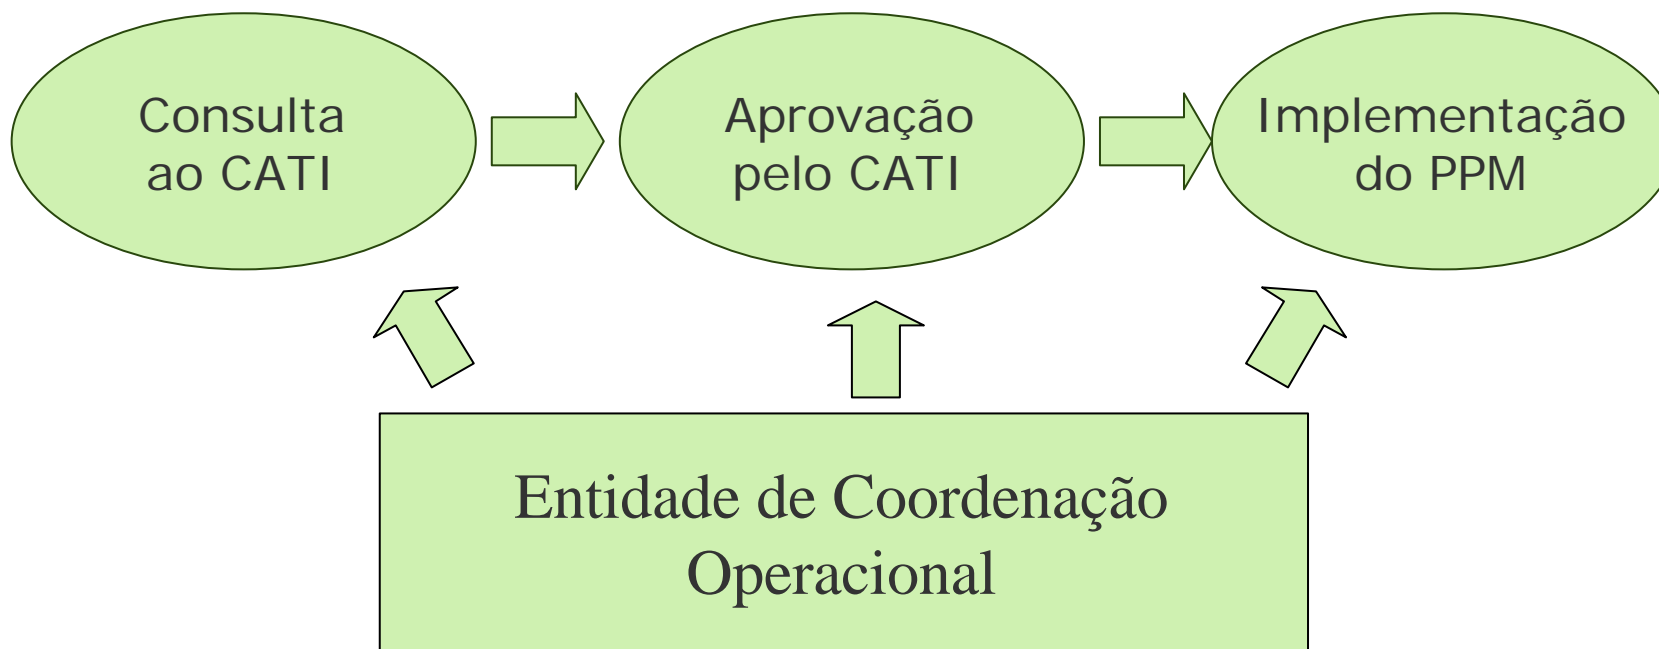 Consulta
ao CATI
Aprovação
pelo CATI
Implementação
do PPM
Entidade de Coordenação
Operacional